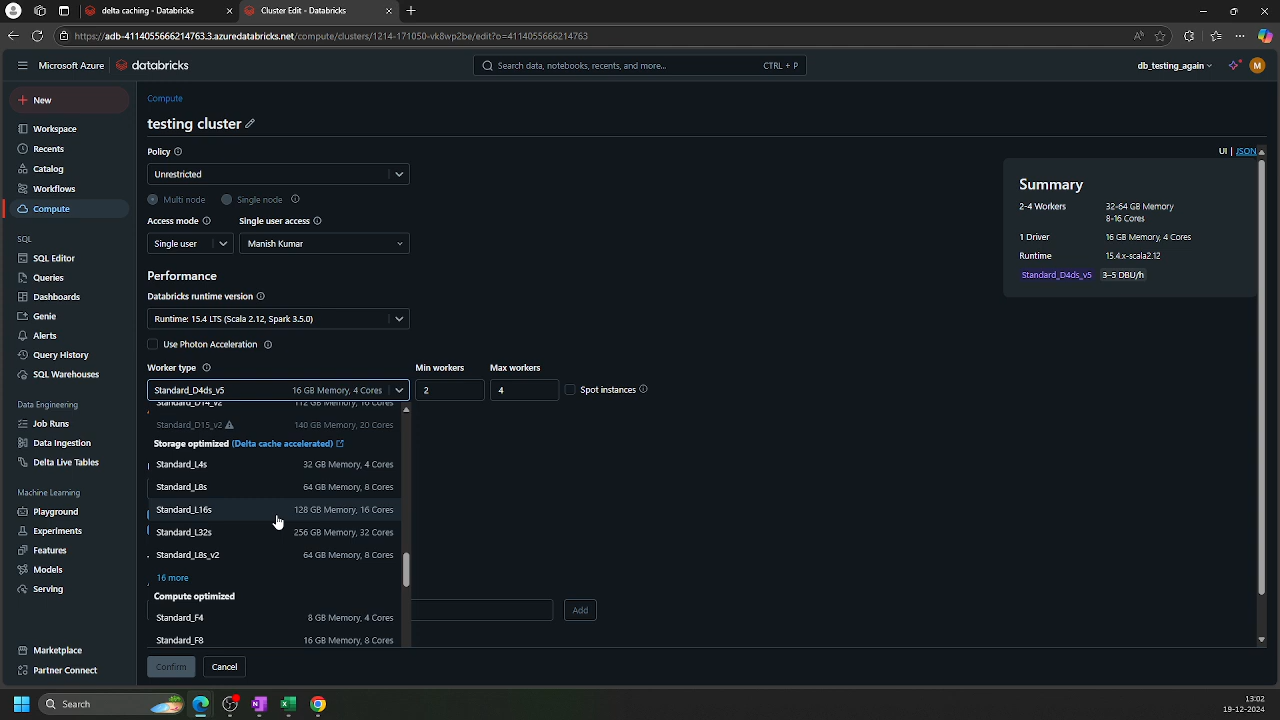 delta caching - Databricks
Cluster Edit - Databricks
https://adb-4114055666214763.3.azuredatabricks.net/compute/clusters/1214-171050-vk8wp2be/edit?o=4114055666214763
Microsoft Azure databricks
Search data, notebooks, recents, and more... CTRL + P
db_testing_again M
New
Workspace
Recents
Catalog
Workflows
Compute
SQL
SQL Editor
Queries
Dashboards
Genie
Alerts
Query History
SQL Warehouses
Data Engineering
Job Runs
Data Ingestion
Delta Live Tables
Machine Learning
Playground
Experiments
Features
Models
Serving
Marketplace
Partner Connect
Compute
testing cluster
UI | JSON
Policy
Unrestricted
Multi node Single node
Access mode Single user access
Single user Manish Kumar
Performance
Databricks runtime version
Runtime: 15.4 LTS (Scala 2.12, Spark 3.5.0)
Use Photon Acceleration
Worker type Min workers Max workers
Standard_D4ds_v5 16 GB Memory, 4 Cores 2 4 Spot instances
Standard_D14_v2 112 GB Memory, 16 Cores
Standard_D15_v2 140 GB Memory, 20 Cores
Storage optimized (Delta cache accelerated)
Standard_L4s 32 GB Memory, 4 Cores
Standard_L8s 64 GB Memory, 8 Cores
Standard_L16s 128 GB Memory, 16 Cores
Standard_L32s 256 GB Memory, 32 Cores
Standard_L8s_v2 64 GB Memory, 8 Cores
16 more
Compute optimized
Standard_F4 8 GB Memory, 4 Cores
Standard_F8 16 GB Memory, 8 Cores
Add
Confirm Cancel
Summary
2-4 Workers 32-64 GB Memory
8-16 Cores
1 Driver 16 GB Memory, 4 Cores
Runtime 15.4.x-scala2.12
Standard_D4ds_v5 3-5 DBU/h
Search
13:02
19-12-2024